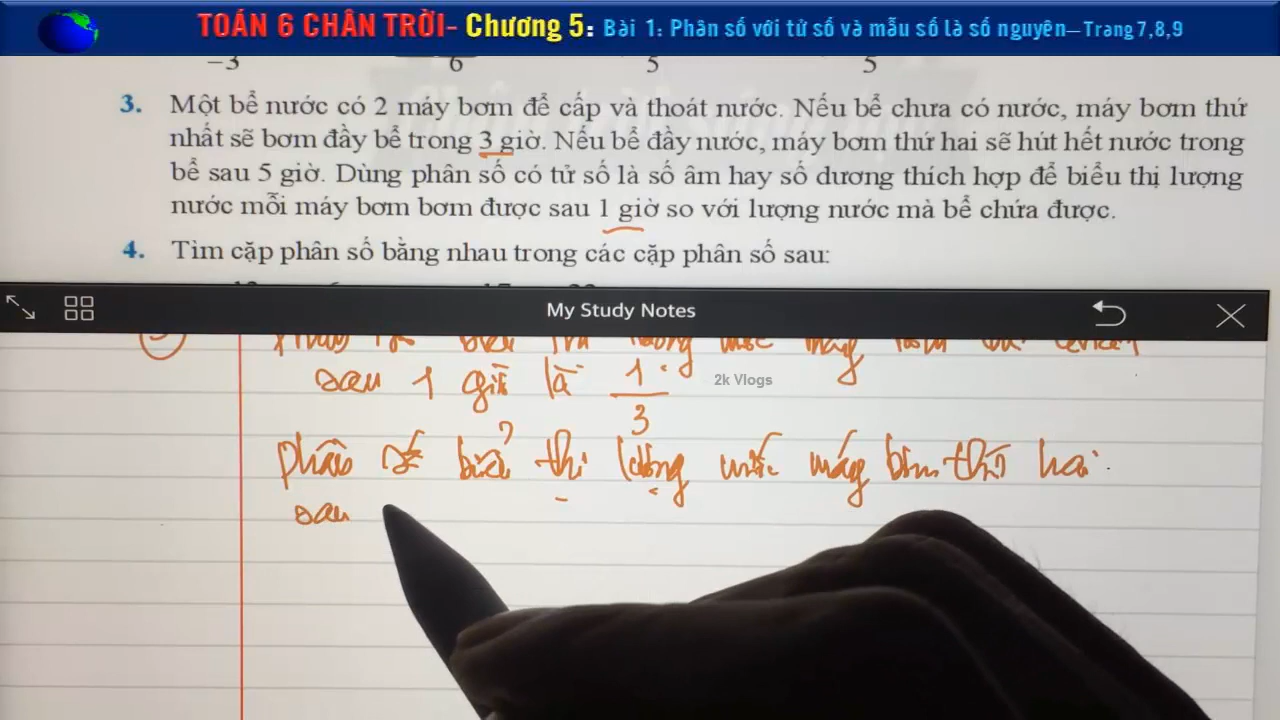 TOÁN 6 CHÂN TRỜI- Chương 5: Bài 1: Phân số với tử số và mẫu số là số nguyên–Trang 7,8,9
−3 6 5 5
3. Một bể nước có 2 máy bơm để cấp và thoát nước. Nếu bể chưa có nước, máy bơm thứ
nhất sẽ bơm đầy bể trong 3 giờ. Nếu bể đầy nước, máy bơm thứ hai sẽ hút hết nước trong
bể sau 5 giờ. Dùng phân số có tử số là số âm hay số dương thích hợp để biểu thị lượng
nước mỗi máy bơm bơm được sau 1 giờ so với lượng nước mà bể chứa được.
4. Tìm cặp phân số bằng nhau trong các cặp phân số sau:
My Study Notes
sau 1 giờ là 1/3
2k Vlogs
phân số biểu thị lượng nước máy bơm thứ hai
sau